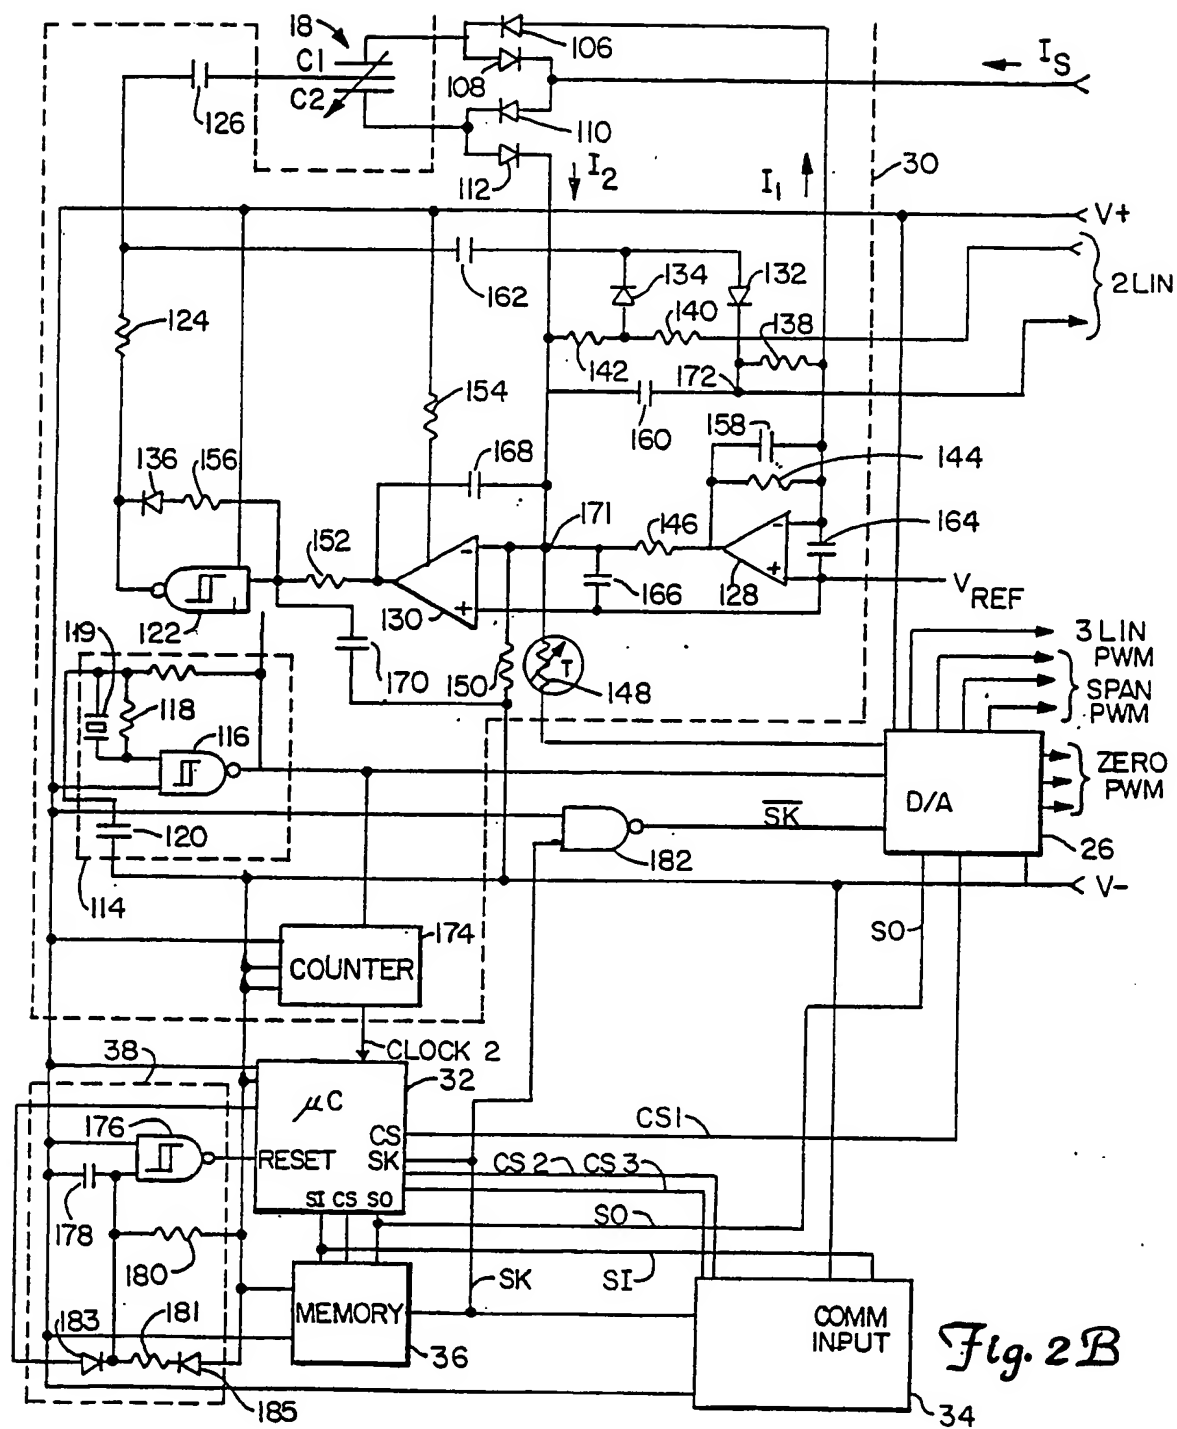 18
C1
C2
106
108
110
112
126
I S
I2
I1
30
V+
2 LIN
124
162
134
132
140
138
142
172
160
154
158
168
144
136
156
152
171
146
164
130
166
128
VREF
122
119
170
150
T
148
118
116
3 LIN
PWM
SPAN
PWM
ZERO
PWM
D/A
26
SK
182
120
114
V-
SO
174
COUNTER
CLOCK 2
38
32
μC
176
RESET
CS
SK
CS1
CS 2
CS 3
SI CS SO
SO
178
180
SK
SI
MEMORY
36
183
181
185
COMM
INPUT
34
Fig. 2B